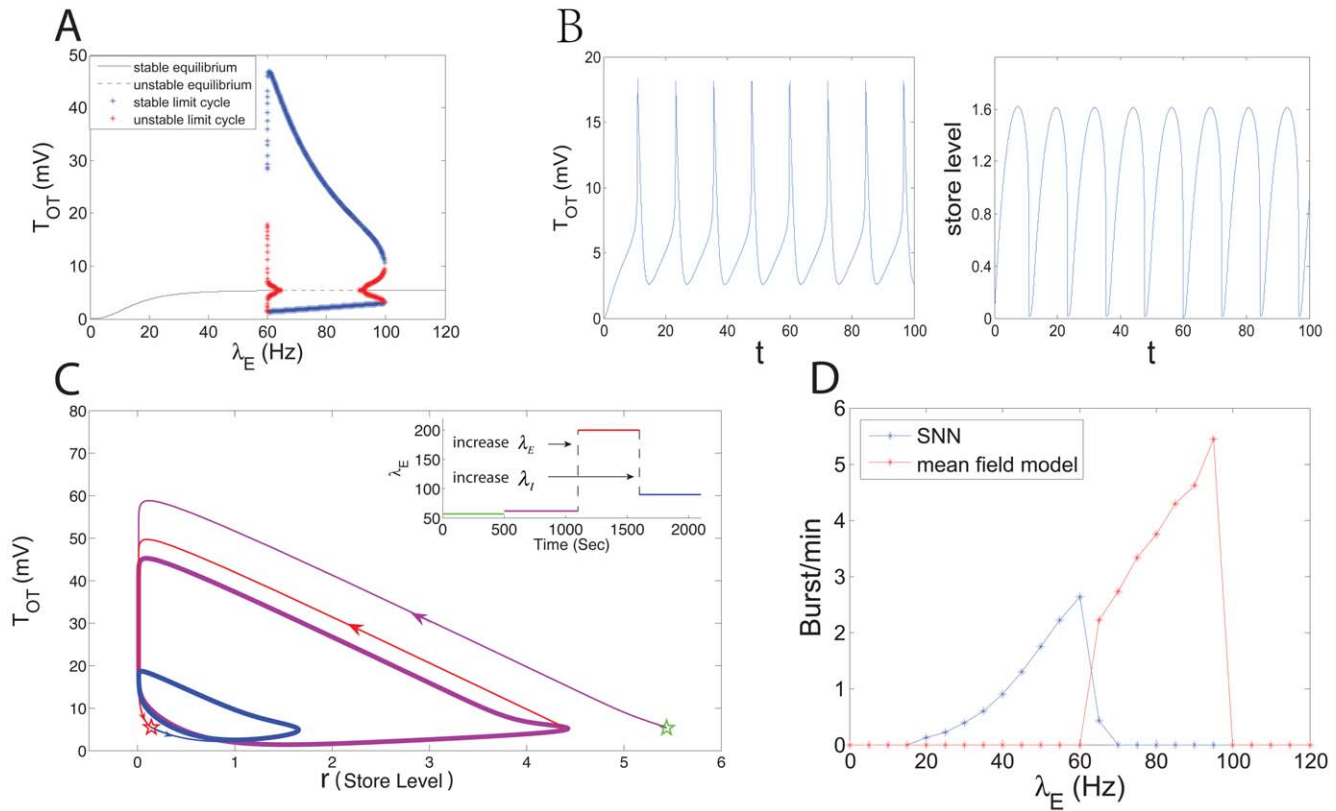 A
50
40
30
20
10
0
T_OT (mV)
0 20 40 60 80 100 120
λ_E (Hz)
stable equilibrium
unstable equilibrium
stable limit cycle
unstable limit cycle
B
20
15
10
5
0
T_OT (mV)
0 20 40 60 80 100
t
1.6
1.2
0.8
0.4
0
store level
0 20 40 60 80 100
t
C
80
70
60
50
40
30
20
10
0
T_OT (mV)
0 1 2 3 4 5 6
r (Store Level)
200
150
100
50
λ_E
increase λ_E
increase λ_I
0 500 1000 1500 2000
Time (Sec)
D
6
5
4
3
2
1
0
Burst/min
SNN
mean field model
0 20 40 60 80 100 120
λ_E (Hz)